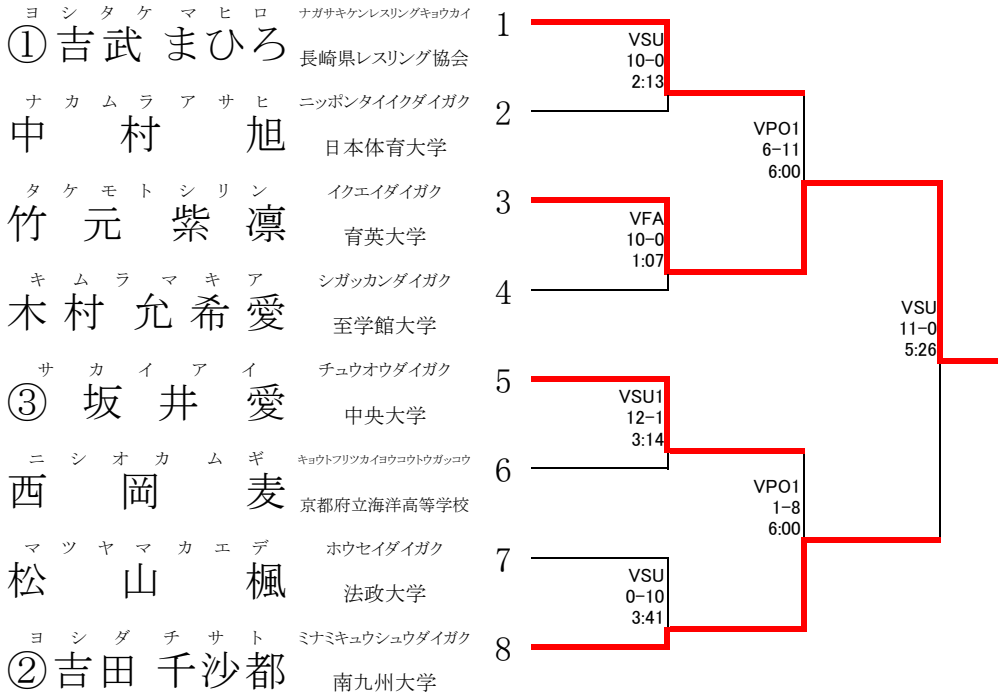 ヨシタケマヒロ ナガサキケンレスリングキョウカイ
①吉武 まひろ 長崎県レスリング協会 1
ナカムラアサヒ ニッポンタイイクダイガク
中村旭 日本体育大学 2
タケモトシリン イクエイダイガク
竹元紫凛 育英大学 3
キムラマキア シガッカンダイガク
木村允希愛 至学館大学 4
サカイアイ チュウオウダイガク
③坂井愛 中央大学 5
ニシオカムギ キョウトフリツカイヨウコウトウガッコウ
西岡麦 京都府立海洋高等学校 6
マツヤマカエデ ホウセイダイガク
松山楓 法政大学 7
ヨシダチサト ミナミキュウシュウダイガク
②吉田 千沙都 南九州大学 8
VSU
10-0
2:13
VFA
10-0
1:07
VSU1
12-1
3:14
VSU
0-10
3:41
VPO1
6-11
6:00
VPO1
1-8
6:00
VSU
11-0
5:26